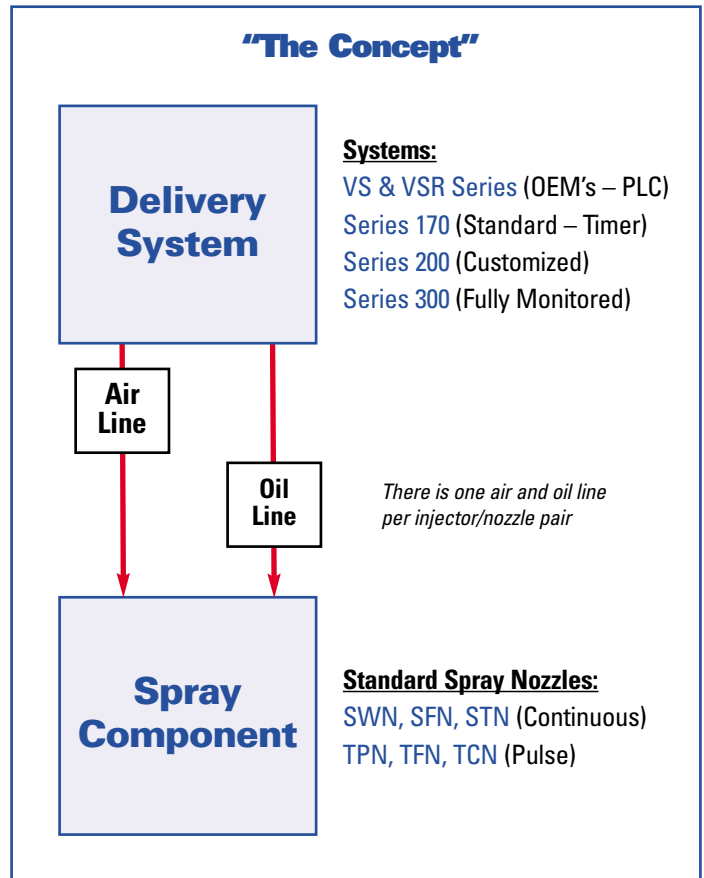 "The Concept"
Delivery
System
Systems:
VS & VSR Series (OEM's – PLC)
Series 170 (Standard – Timer)
Series 200 (Customized)
Series 300 (Fully Monitored)
Air
Line
Oil
Line
There is one air and oil line
per injector/nozzle pair
Spray
Component
Standard Spray Nozzles:
SWN, SFN, STN (Continuous)
TPN, TFN, TCN (Pulse)